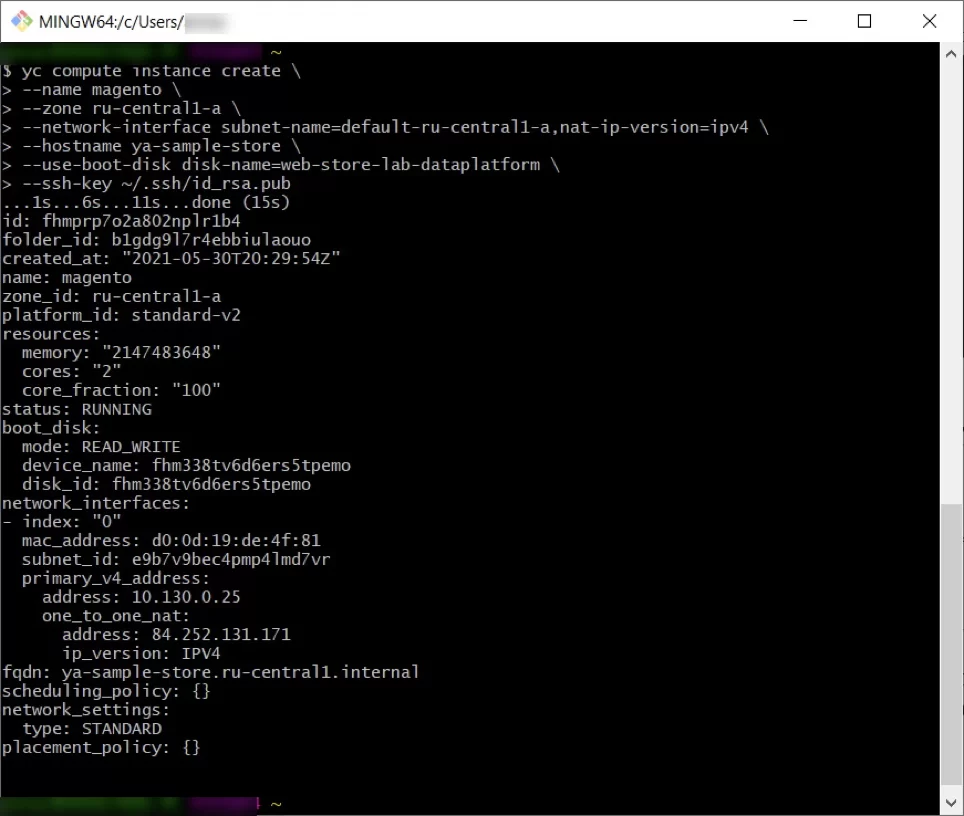 MINGW64:/c/Users/
~
$ yc compute instance create \
> --name magento \
> --zone ru-central1-a \
> --network-interface subnet-name=default-ru-central1-a,nat-ip-version=ipv4 \
> --hostname ya-sample-store \
> --use-boot-disk disk-name=web-store-lab-dataplatform \
> --ssh-key ~/.ssh/id_rsa.pub
...1s...6s...11s...done (15s)
id: fhmprp7o2a802nplr1b4
folder_id: b1gdg9l7r4ebbiulaouo
created_at: "2021-05-30T20:29:54Z"
name: magento
zone_id: ru-central1-a
platform_id: standard-v2
resources:
  memory: "2147483648"
  cores: "2"
  core_fraction: "100"
status: RUNNING
boot_disk:
  mode: READ_WRITE
  device_name: fhm338tv6d6ers5tpemo
  disk_id: fhm338tv6d6ers5tpemo
network_interfaces:
- index: "0"
  mac_address: d0:0d:19:de:4f:81
  subnet_id: e9b7v9bec4pmp4lmd7vr
  primary_v4_address:
    address: 10.130.0.25
    one_to_one_nat:
      address: 84.252.131.171
      ip_version: IPV4
fqdn: ya-sample-store.ru-central1.internal
scheduling_policy: {}
network_settings:
  type: STANDARD
placement_policy: {}
~